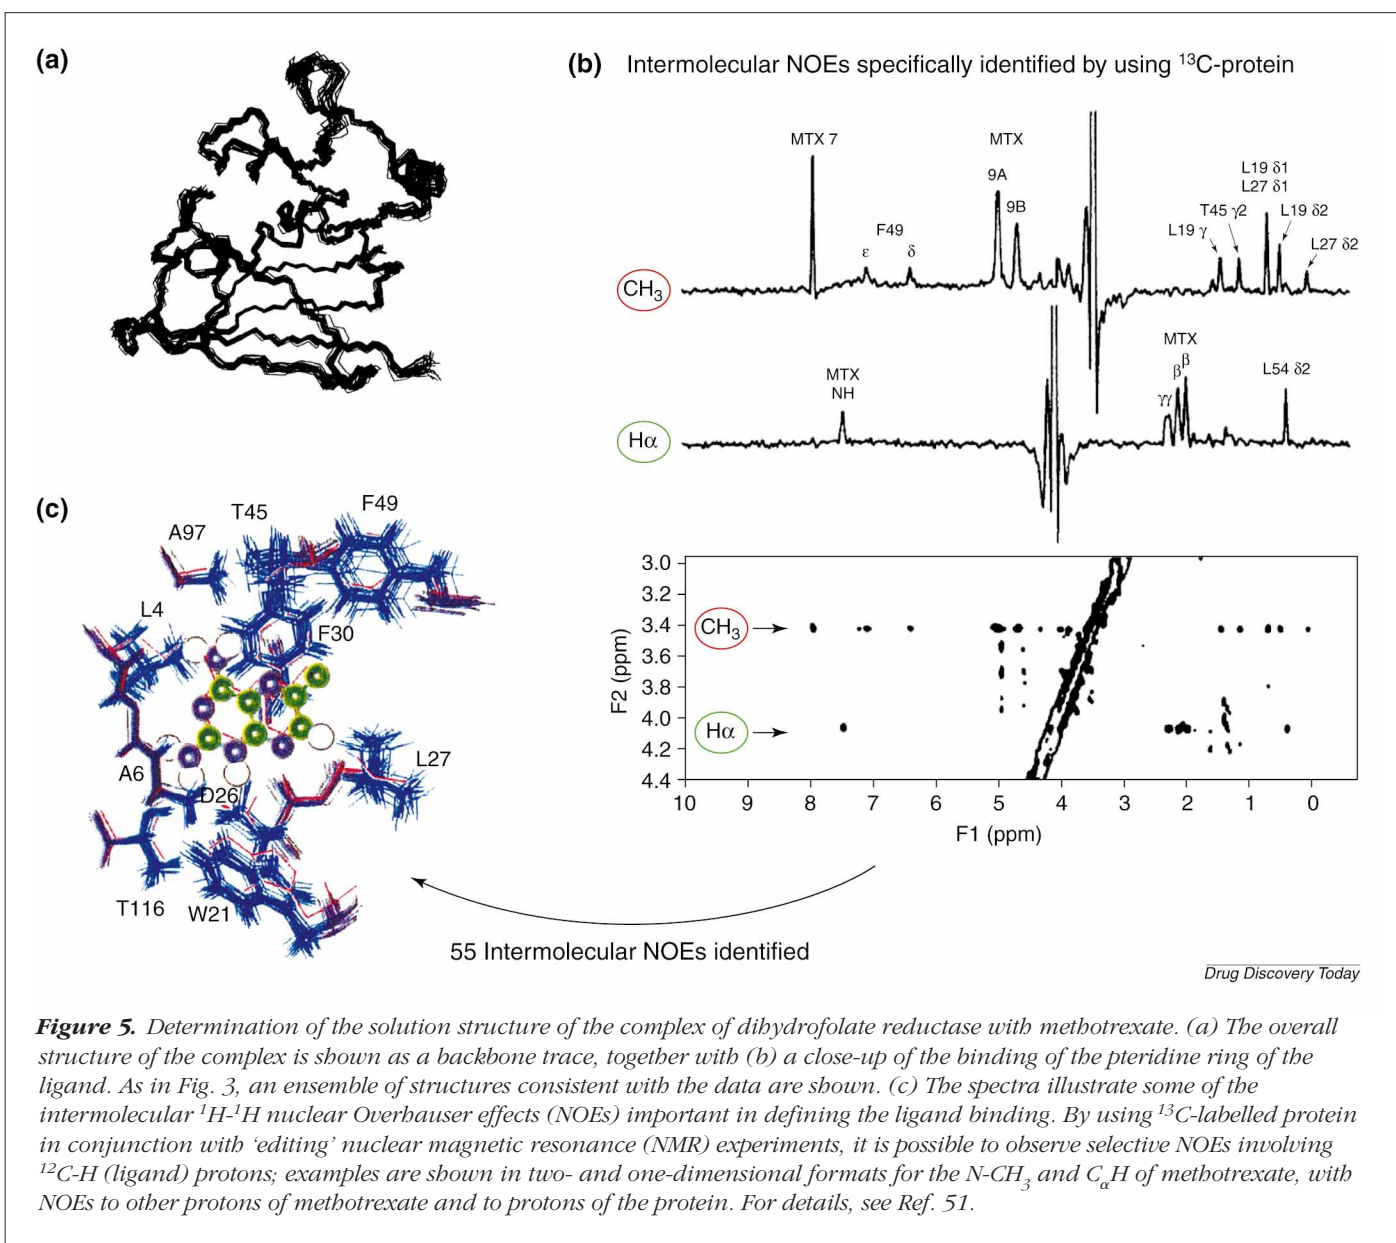 (a)
(b) Intermolecular NOEs specifically identified by using ¹³C-protein
MTX 7
MTX
9A
9B
F49
ε δ
L19 δ1
L27 δ1
T45 γ2
L19 δ2
L19 γ
L27 δ2
CH₃
MTX
NH
MTX
β β
γγ
L54 δ2
Hα
(c)
A97
T45
F49
L4
F30
A6
D26
L27
T116
W21
3.0
3.2
3.4
3.6
3.8
4.0
4.2
4.4
F2 (ppm)
CH₃
Hα
10 9 8 7 6 5 4 3 2 1 0
F1 (ppm)
55 Intermolecular NOEs identified
Drug Discovery Today
Figure 5. Determination of the solution structure of the complex of dihydrofolate reductase with methotrexate. (a) The overall
structure of the complex is shown as a backbone trace, together with (b) a close-up of the binding of the pteridine ring of the
ligand. As in Fig. 3, an ensemble of structures consistent with the data are shown. (c) The spectra illustrate some of the
intermolecular ¹H-¹H nuclear Overhauser effects (NOEs) important in defining the ligand binding. By using ¹³C-labelled protein
in conjunction with ‘editing’ nuclear magnetic resonance (NMR) experiments, it is possible to observe selective NOEs involving
¹²C-H (ligand) protons; examples are shown in two- and one-dimensional formats for the N-CH₃ and CαH of methotrexate, with
NOEs to other protons of methotrexate and to protons of the protein. For details, see Ref. 51.